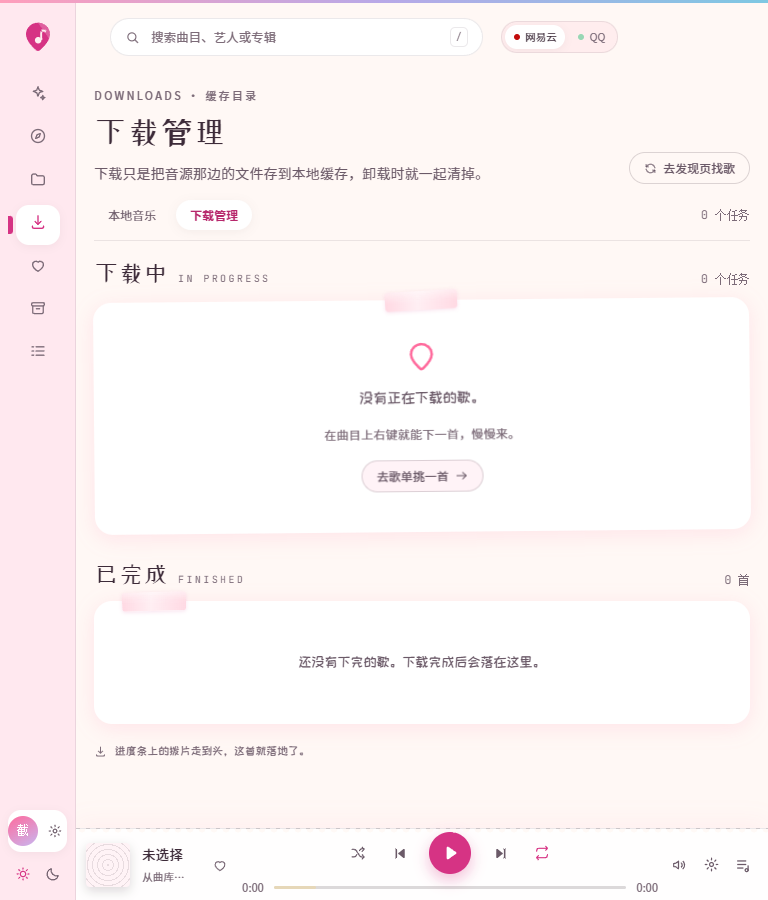 搜索曲目、艺人或专辑
/
网易云
QQ
DOWNLOADS • 缓存目录
下载管理
下载只是把音源那边的文件存到本地缓存，卸载时就一起清掉。
去发现页找歌
本地音乐
下载管理
0 个任务
下载中 IN PROGRESS
0 个任务
没有正在下载的歌。
在曲目上右键就能下一首，慢慢来。
去歌单挑一首
已完成 FINISHED
0 首
还没有下完的歌。下载完成后会落在这里。
进度条上的拨片走到头，这首就落地了。
截
未选择
从曲库…
0:00
0:00